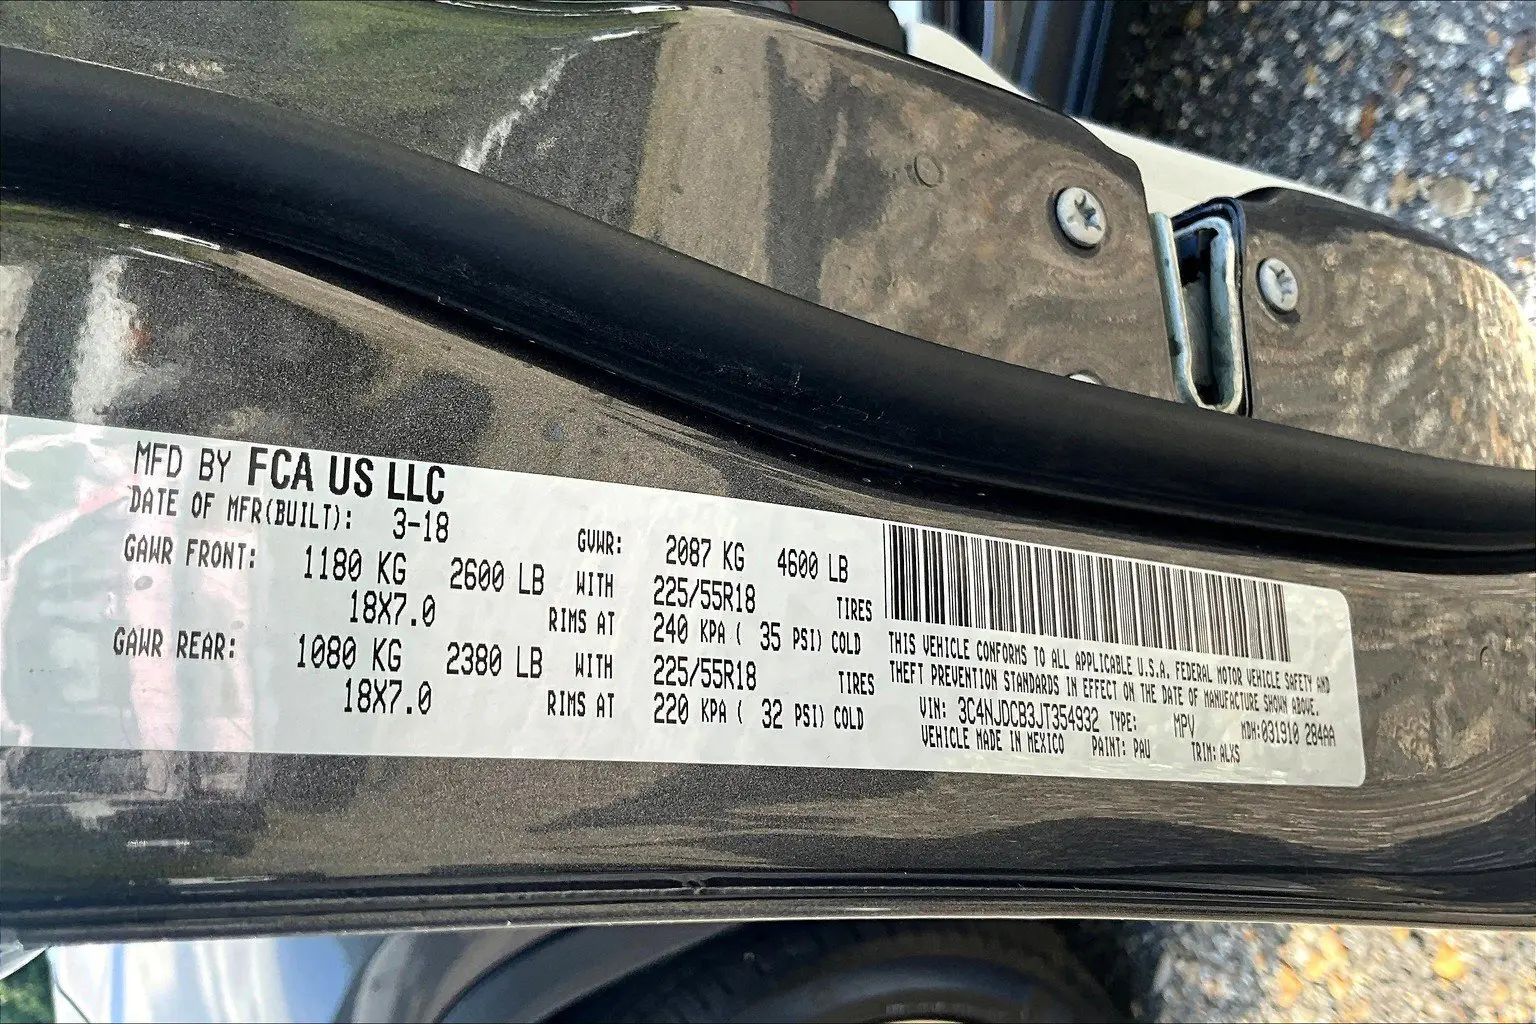 MFD BY FCA US LLC
DATE OF MFR(BUILT): 3-18
GVWR: 2087 KG 4600 LB
GAWR FRONT: 1180 KG 2600 LB WITH 225/55R18 TIRES
18X7.0 RIMS AT 240 KPA ( 35 PSI) COLD
GAWR REAR: 1080 KG 2380 LB WITH 225/55R18 TIRES
18X7.0 RIMS AT 220 KPA ( 32 PSI) COLD
THIS VEHICLE CONFORMS TO ALL APPLICABLE U.S.A. FEDERAL MOTOR VEHICLE SAFETY AND
THEFT PREVENTION STANDARDS IN EFFECT ON THE DATE OF MANUFACTURE SHOWN ABOVE.
VIN: 3C4NJDCB3JT354932 TYPE: MPV MDH:031910 284AA
VEHICLE MADE IN MEXICO PAINT: PAU TRIM: ALXS